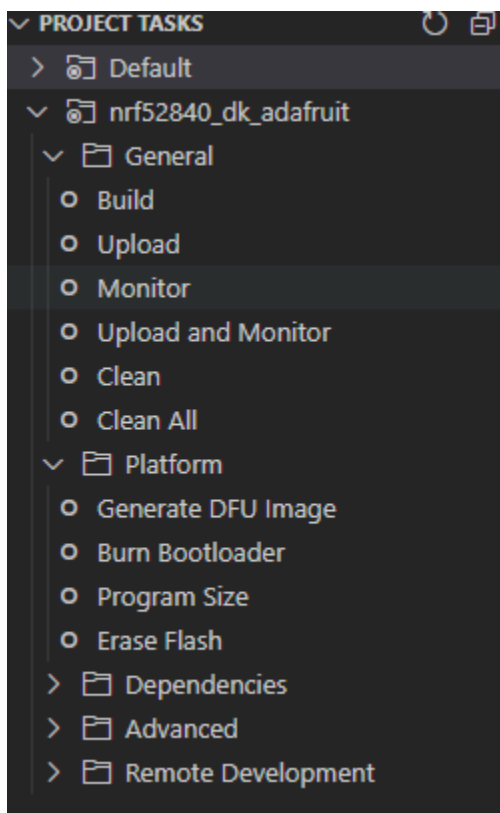 PROJECT TASKS
Default
nrf52840_dk_adafruit
General
Build
Upload
Monitor
Upload and Monitor
Clean
Clean All
Platform
Generate DFU Image
Burn Bootloader
Program Size
Erase Flash
Dependencies
Advanced
Remote Development